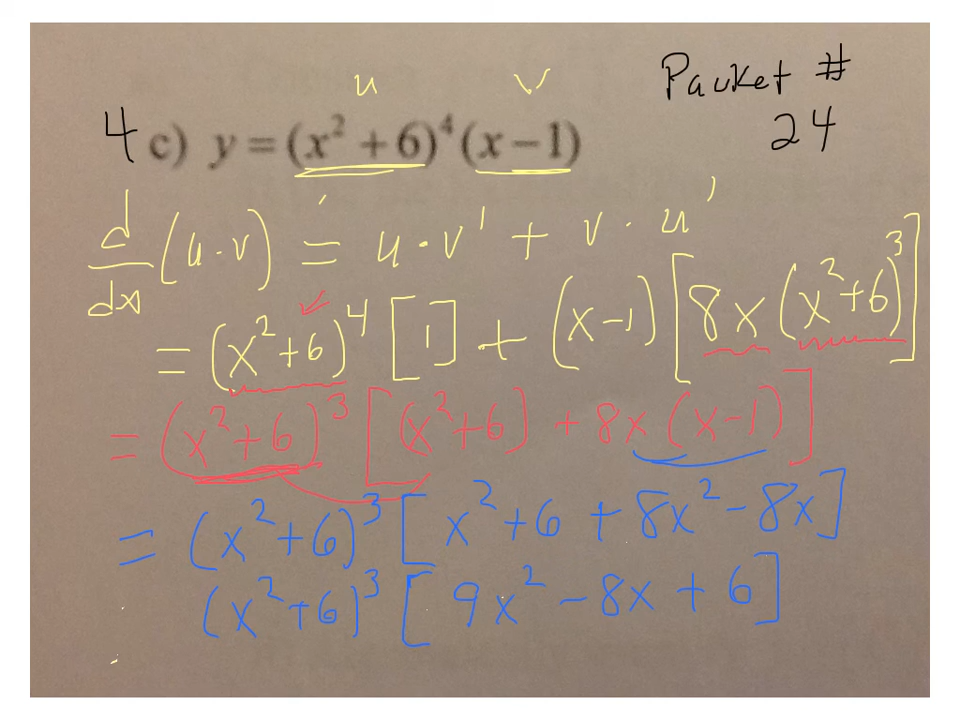 u v Packet #
4 c) y = (x² + 6)⁴(x − 1) 24
d/dx (u·v)' = u·v' + v·u'
= (x²+6)⁴ [1] + (x−1) [8x (x²+6)³]
= (x²+6)³ [(x²+6) + 8x (x−1)]
= (x²+6)³ [x²+6 + 8x² − 8x]
(x²+6)³ [9x² − 8x + 6]